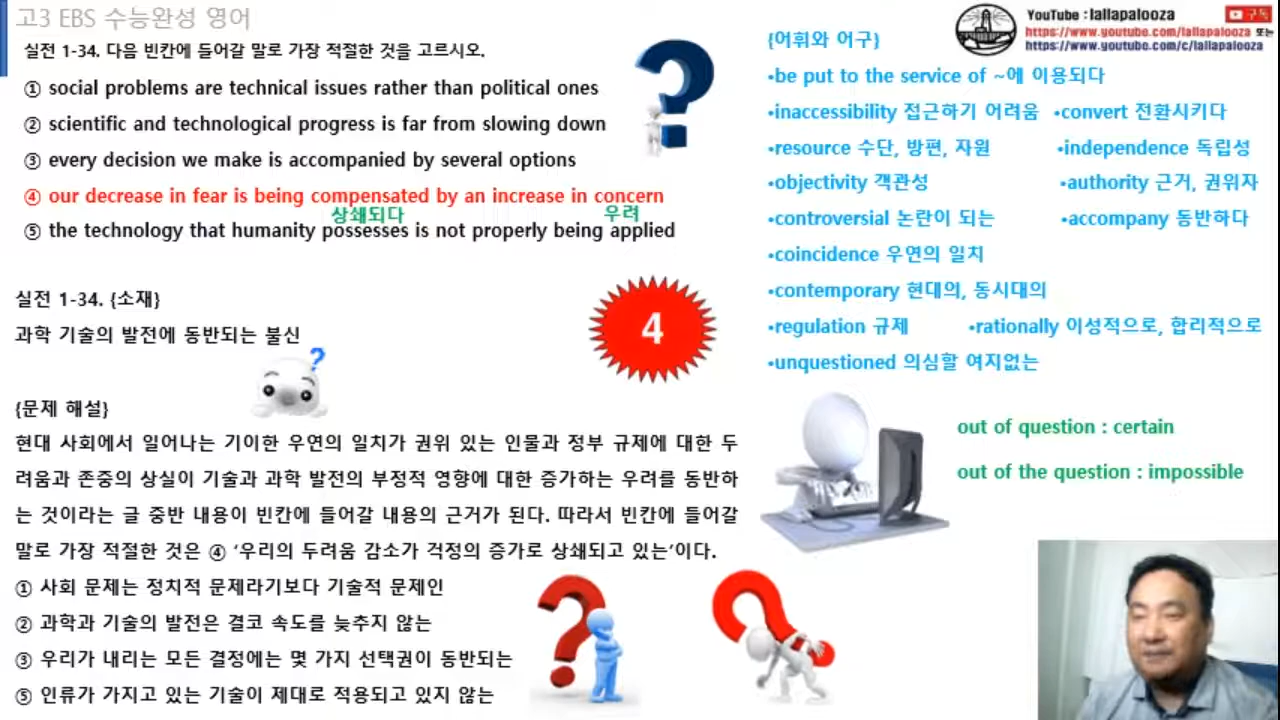 고3 EBS 수능완성 영어
실전 1-34. 다음 빈칸에 들어갈 말로 가장 적절한 것을 고르시오.
① social problems are technical issues rather than political ones
② scientific and technological progress is far from slowing down
③ every decision we make is accompanied by several options
④ our decrease in fear is being compensated by an increase in concern
상쇄되다 우려
⑤ the technology that humanity possesses is not properly being applied
실전 1-34. {소재}
과학 기술의 발전에 동반되는 불신
?
4
{문제 해설}
현대 사회에서 일어나는 기이한 우연의 일치가 권위 있는 인물과 정부 규제에 대한 두
려움과 존중의 상실이 기술과 과학 발전의 부정적 영향에 대한 증가하는 우려를 동반하
는 것이라는 글 중반 내용이 빈칸에 들어갈 내용의 근거가 된다. 따라서 빈칸에 들어갈
말로 가장 적절한 것은 ④ ‘우리의 두려움 감소가 걱정의 증가로 상쇄되고 있는’이다.
① 사회 문제는 정치적 문제라기보다 기술적 문제인
② 과학과 기술의 발전은 결코 속도를 늦추지 않는
③ 우리가 내리는 모든 결정에는 몇 가지 선택권이 동반되는
⑤ 인류가 가지고 있는 기술이 제대로 적용되고 있지 않는
YouTube : lallapalooza 구독
https://www.youtube.com/lallapalooza 또는
https://www.youtube.com/c/lallapalooza
{어휘와 어구}
•be put to the service of ~에 이용되다
•inaccessibility 접근하기 어려움 •convert 전환시키다
•resource 수단, 방편, 자원 •independence 독립성
•objectivity 객관성 •authority 근거, 권위자
•controversial 논란이 되는 •accompany 동반하다
•coincidence 우연의 일치
•contemporary 현대의, 동시대의
•regulation 규제 •rationally 이성적으로, 합리적으로
•unquestioned 의심할 여지없는
out of question : certain
out of the question : impossible